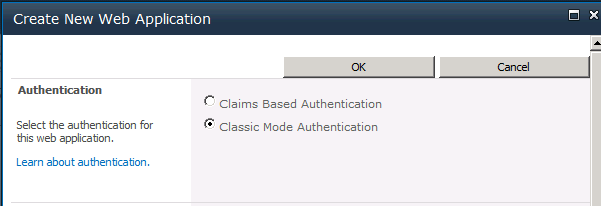 Create New Web Application
OK Cancel
Authentication
Select the authentication for
this web application.
Learn about authentication.
Claims Based Authentication
Classic Mode Authentication